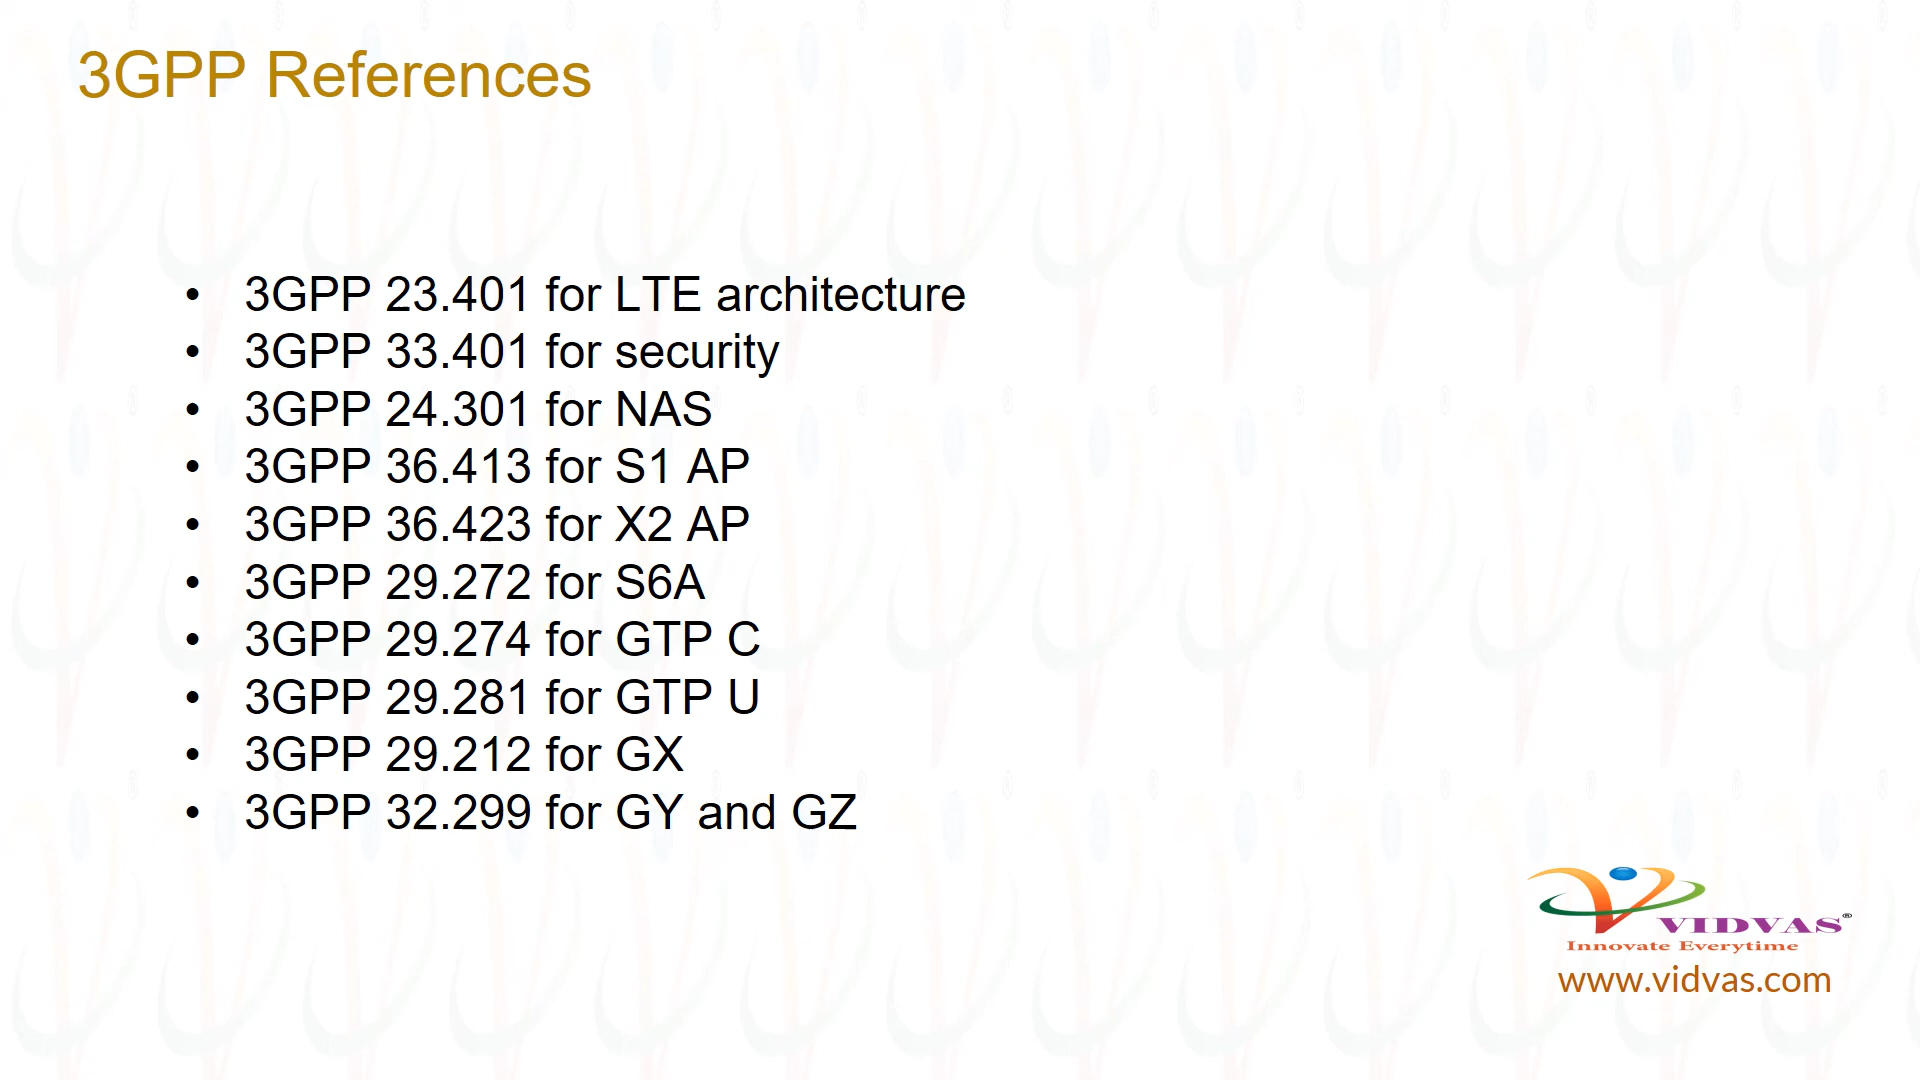 3GPP References
• 3GPP 23.401 for LTE architecture
• 3GPP 33.401 for security
• 3GPP 24.301 for NAS
• 3GPP 36.413 for S1 AP
• 3GPP 36.423 for X2 AP
• 3GPP 29.272 for S6A
• 3GPP 29.274 for GTP C
• 3GPP 29.281 for GTP U
• 3GPP 29.212 for GX
• 3GPP 32.299 for GY and GZ
VIDVAS®
Innovate Everytime
www.vidvas.com